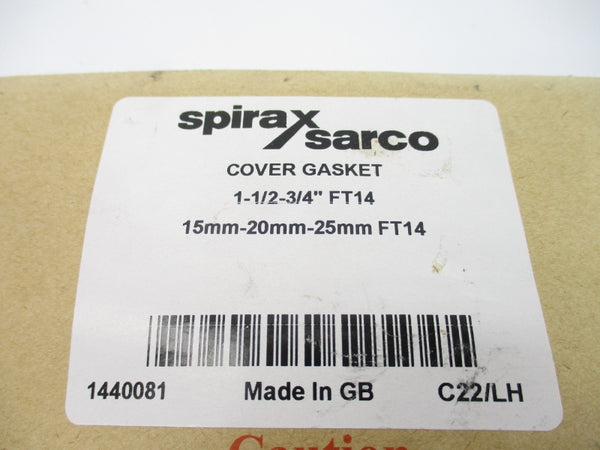 spirax
sarco
COVER GASKET
1-1/2-3/4" FT14
15mm-20mm-25mm FT14
1440081 Made In GB C22/LH
Caution